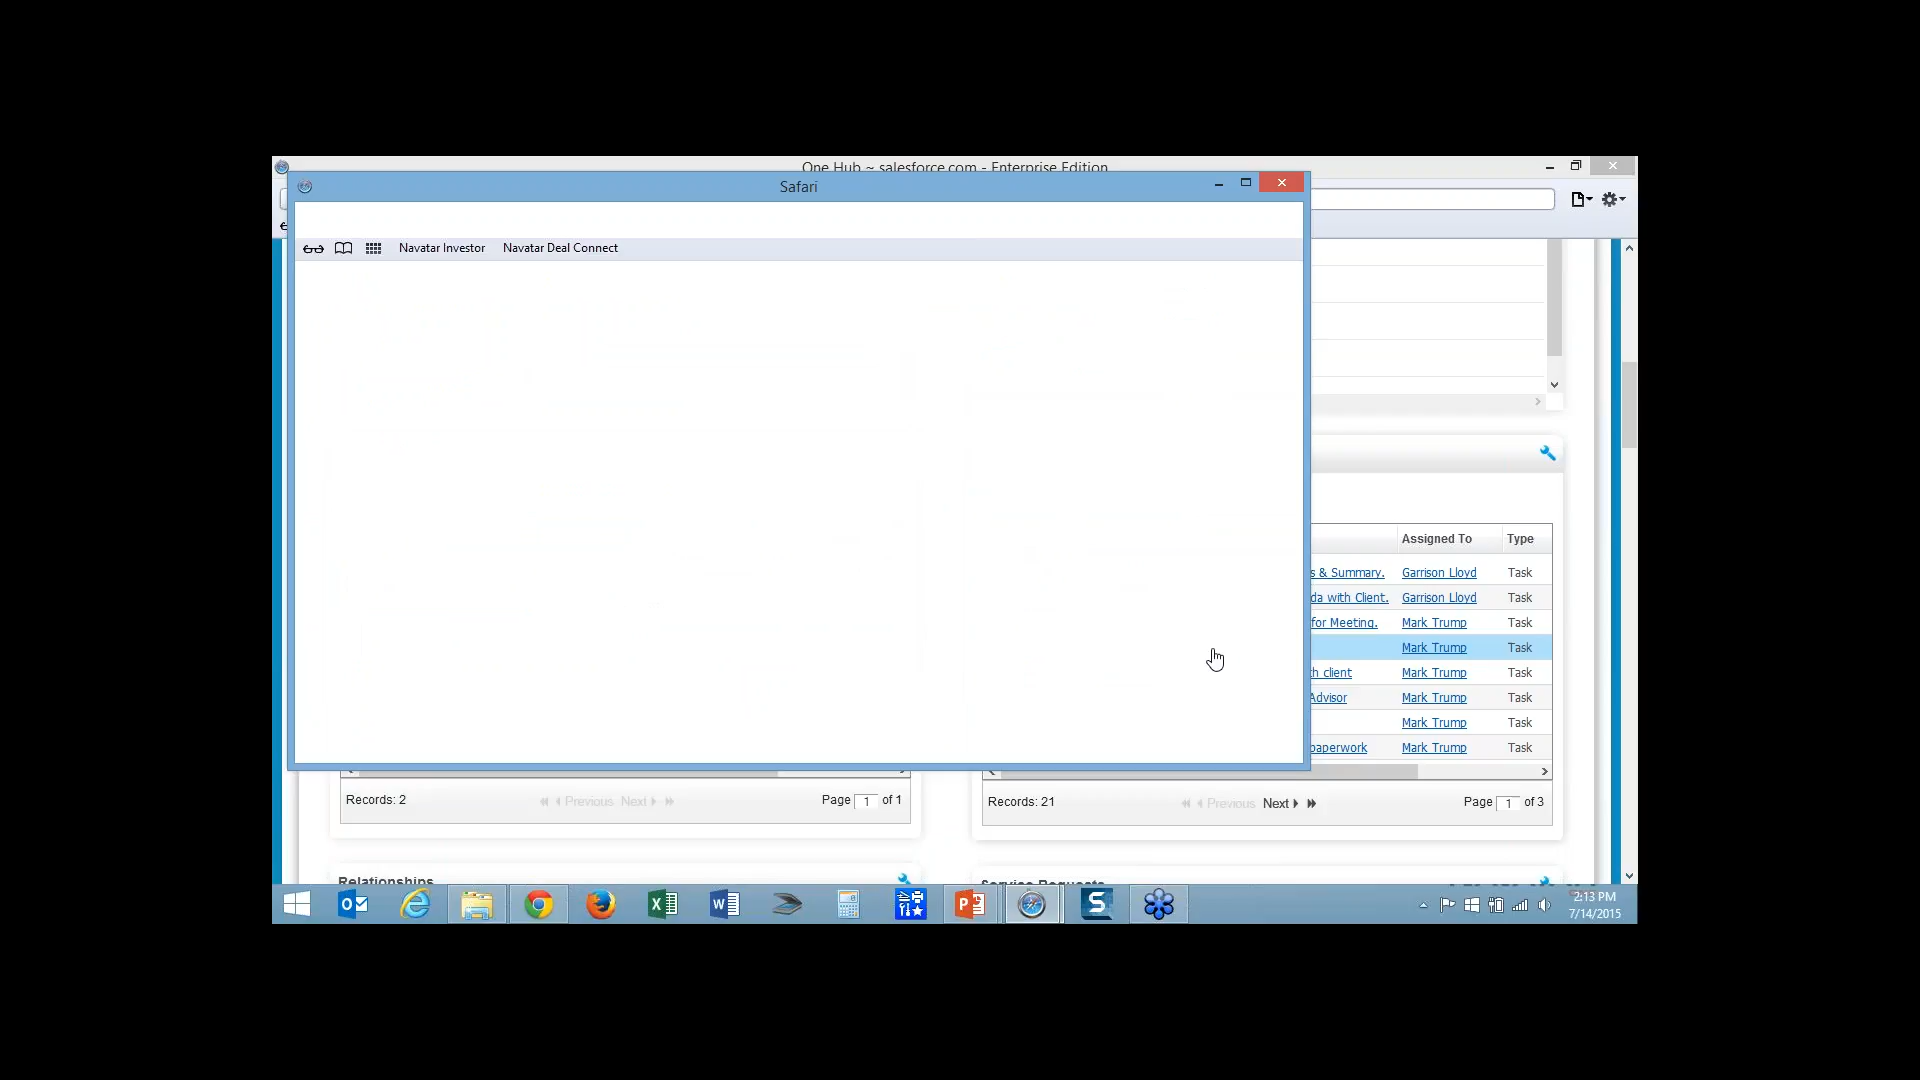 One Hub ~ salesforce.com - Enterprise Edition
Safari
Navatar Investor Navatar Deal Connect
Assigned To Type
s & Summary. Garrison Lloyd Task
da with Client. Garrison Lloyd Task
for Meeting. Mark Trump Task
Mark Trump Task
th client Mark Trump Task
Advisor Mark Trump Task
Mark Trump Task
paperwork Mark Trump Task
Records: 2 Previous Next Page 1 of 1
Records: 21 Previous Next Page 1 of 3
Relationships
Service Requests
2:13 PM
7/14/2015